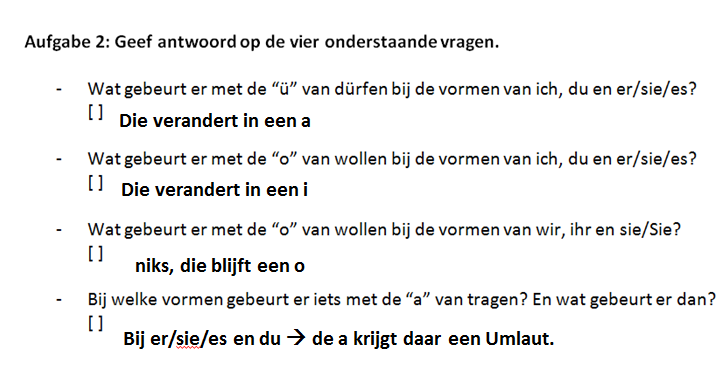 Aufgabe 2: Geef antwoord op de vier onderstaande vragen.
- Wat gebeurt er met de “ü” van dürfen bij de vormen van ich, du en er/sie/es?
[ ] Die verandert in een a
- Wat gebeurt er met de “o” van wollen bij de vormen van ich, du en er/sie/es?
[ ] Die verandert in een i
- Wat gebeurt er met de “o” van wollen bij de vormen van wir, ihr en sie/Sie?
[ ] niks, die blijft een o
- Bij welke vormen gebeurt er iets met de “a” van tragen? En wat gebeurt er dan?
[ ] Bij er/sie/es en du → de a krijgt daar een Umlaut.